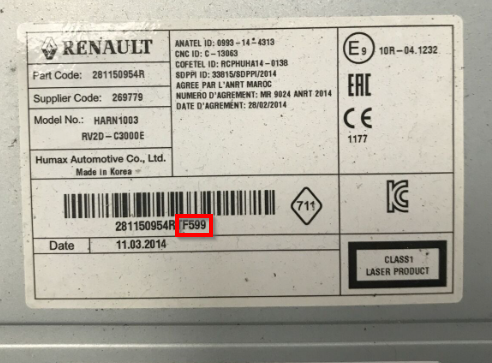 RENAULT
Part Code: 281150954R
Supplier Code: 269779
Model No.: HARN1003
RV2D-C3000E
Humax Automotive Co., Ltd.
Made in Korea
ANATEL ID: 0993-14-4313
CNC ID: C-13063
COFETEL ID: RCPHUHA14-0138
SDPPI ID: 33815/SDPPI/2014
AGREE PAR L'ANRT MAROC
NUMERO D'AGREMENT: MR 9024 ANRT 2014
DATE D'AGRÉMENT: 28/02/2014
E9 10R-04.1232
EAC
CE
1177
281150954R F599
711
Date 11.03.2014
CLASS1
LASER PRODUCT